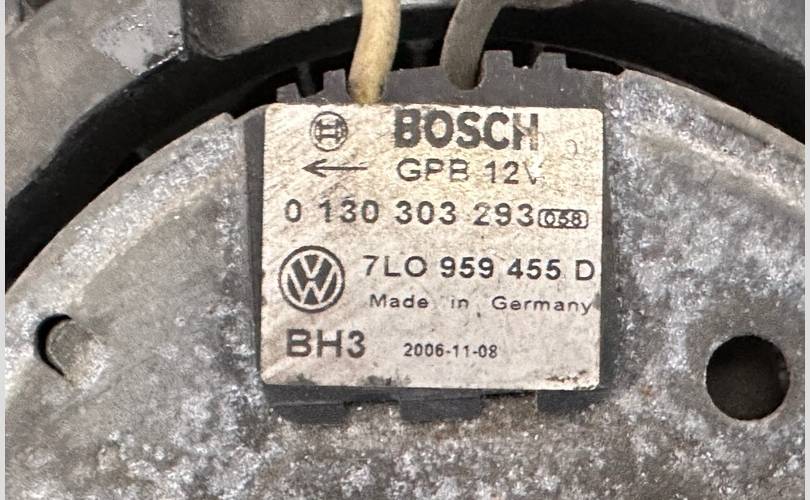 BOSCH
GPB 12V
0 130 303 293 058
7L0 959 455 D
Made in Germany
BH3 2006-11-08